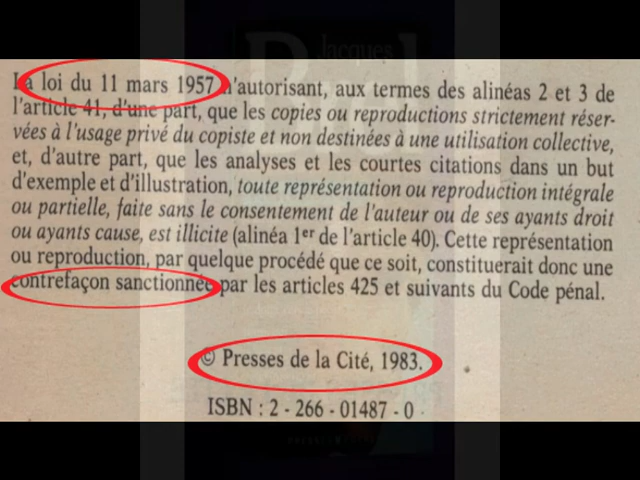 Jacques
La loi du 11 mars 1957 n'autorisant, aux termes des alinéas 2 et 3 de
l'article 41, d'une part, que les copies ou reproductions strictement réser-
vées à l'usage privé du copiste et non destinées à une utilisation collective,
et, d'autre part, que les analyses et les courtes citations dans un but
d'exemple et d'illustration, toute représentation ou reproduction intégrale
ou partielle, faite sans le consentement de l'auteur ou de ses ayants droit
ou ayants cause, est illicite (alinéa 1er de l'article 40). Cette représentation
ou reproduction, par quelque procédé que ce soit, constituerait donc une
contrefaçon sanctionnée par les articles 425 et suivants du Code pénal.
© Presses de la Cité, 1983.
ISBN : 2 - 266 - 01487 - 0